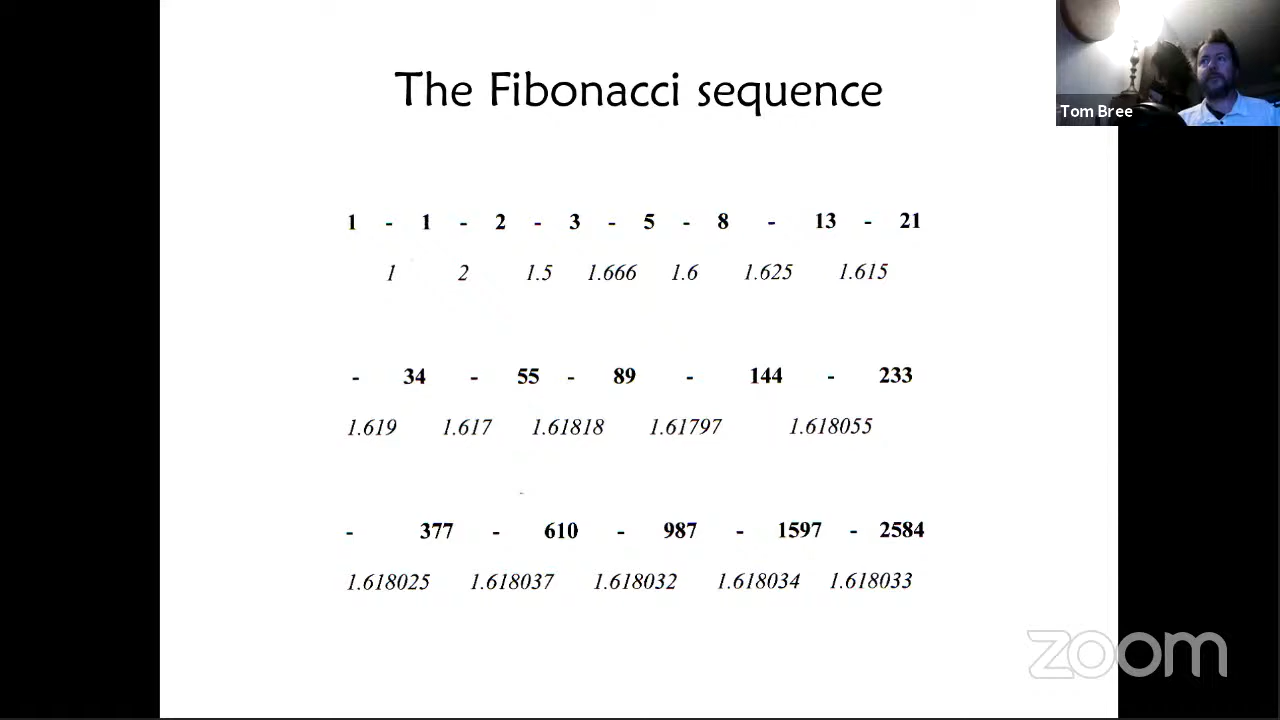 The Fibonacci sequence
Tom Bree
1 - 1 - 2 - 3 - 5 - 8 - 13 - 21
1 2 1.5 1.666 1.6 1.625 1.615
- 34 - 55 - 89 - 144 - 233
1.619 1.617 1.61818 1.61797 1.618055
- 377 - 610 - 987 - 1597 - 2584
1.618025 1.618037 1.618032 1.618034 1.618033
zoom